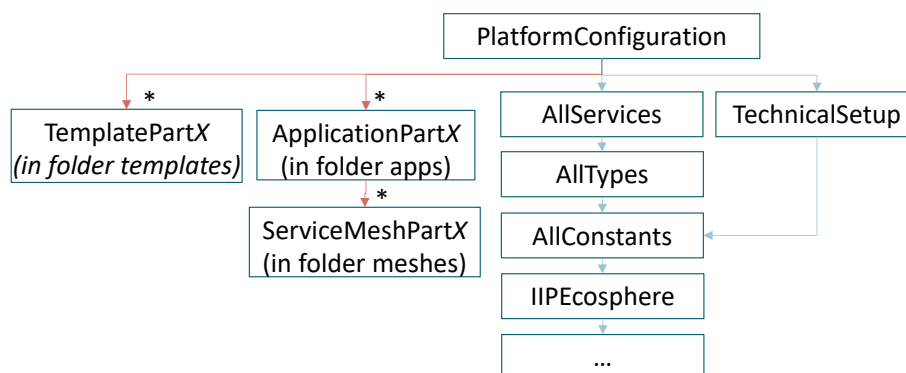 PlatformConfiguration
*
*
TemplatePartX
(in folder templates)
ApplicationPartX
(in folder apps)
AllServices
TechnicalSetup
AllTypes
*
ServiceMeshPartX
(in folder meshes)
AllConstants
IIPEcosphere
...